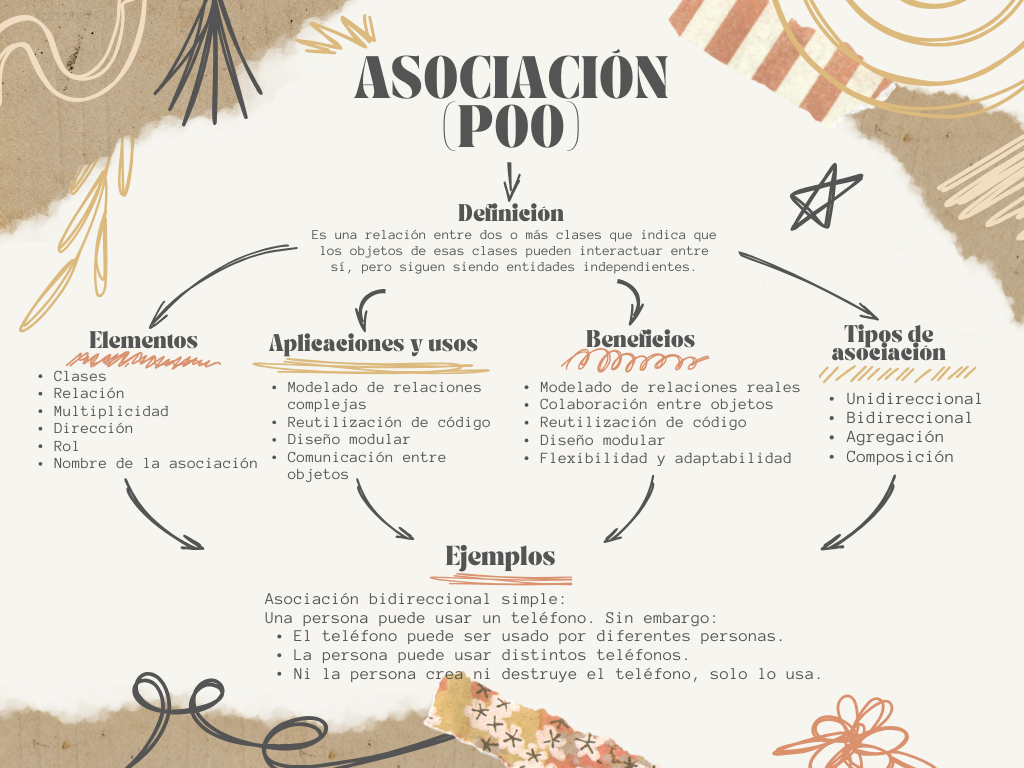 ASOCIACIÓN
(POO)
Definición
Es una relación entre dos o más clases que indica que
los objetos de esas clases pueden interactuar entre
sí, pero siguen siendo entidades independientes.
Elementos
• Clases
• Relación
• Multiplicidad
• Dirección
• Rol
• Nombre de la asociación
Aplicaciones y usos
• Modelado de relaciones
complejas
• Reutilización de código
• Diseño modular
• Comunicación entre
objetos
Beneficios
• Modelado de relaciones reales
• Colaboración entre objetos
• Reutilización de código
• Diseño modular
• Flexibilidad y adaptabilidad
Tipos de
asociación
• Unidireccional
• Bidireccional
• Agregación
• Composición
Ejemplos
Asociación bidireccional simple:
Una persona puede usar un teléfono. Sin embargo:
• El teléfono puede ser usado por diferentes personas.
• La persona puede usar distintos teléfonos.
• Ni la persona crea ni destruye el teléfono, solo lo usa.